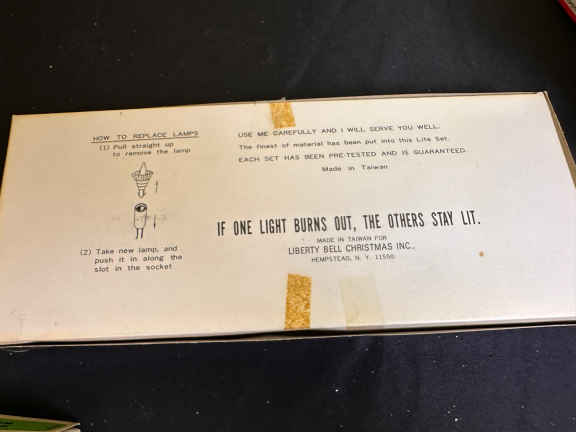 HOW TO REPLACE LAMPS
(1) Pull straight up
to remove the lamp
(2) Take new lamp, and
push it in along the
slot in the socket
USE ME CAREFULLY AND I WILL SERVE YOU WELL.
The finest of material has been put into this Lite Set.
EACH SET HAS BEEN PRE-TESTED AND IS GUARANTEED.
Made in Taiwan
IF ONE LIGHT BURNS OUT, THE OTHERS STAY LIT.
MADE IN TAIWAN FOR
LIBERTY BELL CHRISTMAS INC.,
HEMPSTEAD, N. Y. 11550